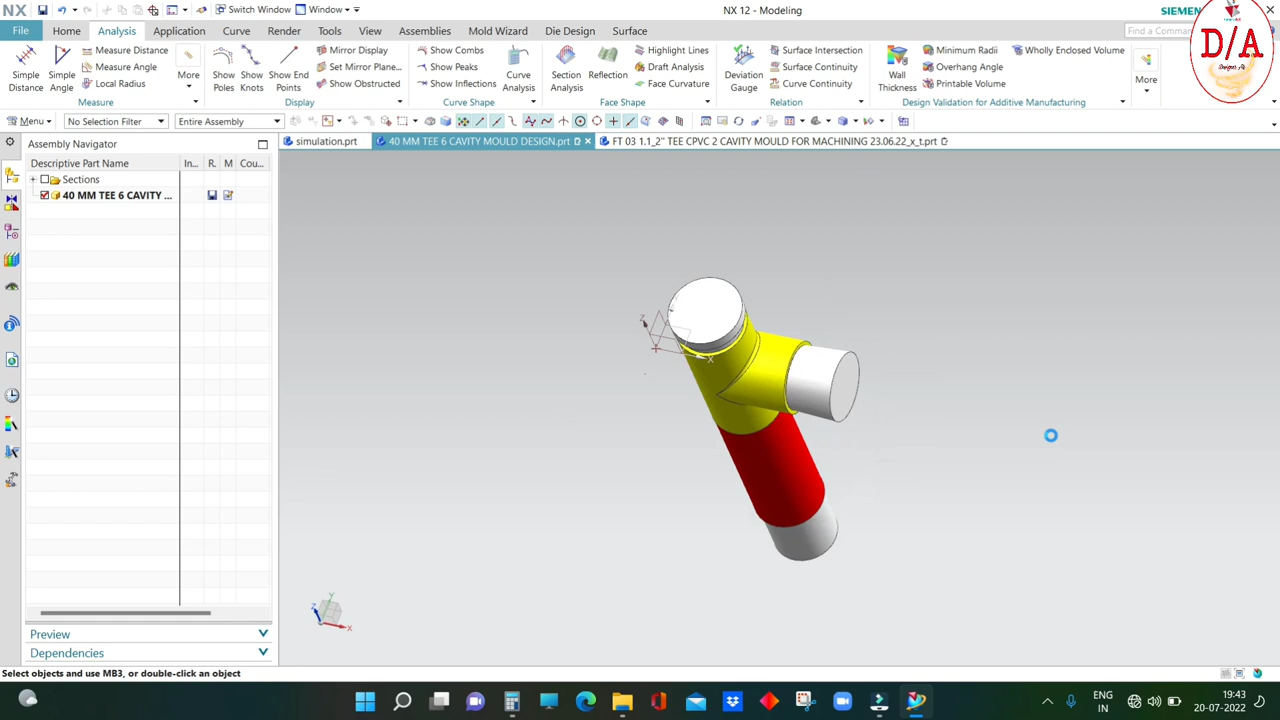 NX
Switch Window
Window
NX 12 - Modeling
SIEMENS
File
Home
Analysis
Application
Curve
Render
Tools
View
Assemblies
Mold Wizard
Die Design
Surface
Find a Comman
Simple Distance
Simple Angle
Measure Distance
Measure Angle
Local Radius
More
Measure
Show Poles
Show Knots
Show End Points
Mirror Display
Set Mirror Plane...
Show Obstructed
Display
Show Combs
Show Peaks
Show Inflections
Curve Analysis
Curve Shape
Section Analysis
Reflection
Highlight Lines
Draft Analysis
Face Curvature
Face Shape
Deviation Gauge
Surface Intersection
Surface Continuity
Curve Continuity
Relation
Wall Thickness
Minimum Radii
Overhang Angle
Printable Volume
Wholly Enclosed Volume
Design Validation for Additive Manufacturing
More
D/A
Menu
No Selection Filter
Entire Assembly
Assembly Navigator
simulation.prt
40 MM TEE 6 CAVITY MOULD DESIGN.prt
FT 03 1.1_2'' TEE CPVC 2 CAVITY MOULD FOR MACHINING 23.06.22_x_t.prt
Descriptive Part Name
In...
R.
M
Cou...
Sections
40 MM TEE 6 CAVITY ...
Z
X
Y
Z
X
Preview
Dependencies
Select objects and use MB3, or double-click an object
ENG
IN
19:43
20-07-2022